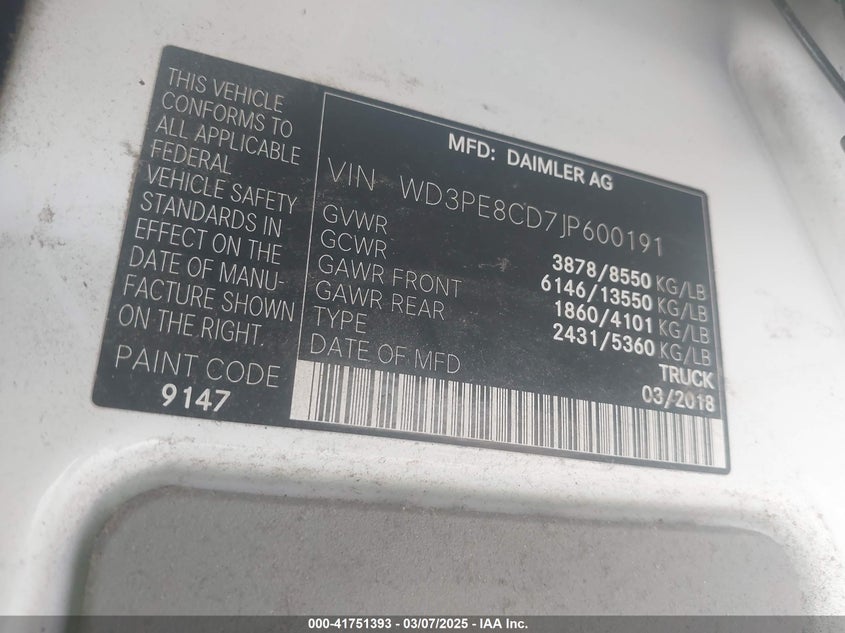 THIS VEHICLE
CONFORMS TO
ALL APPLICABLE
FEDERAL
VEHICLE SAFETY
STANDARDS IN
EFFECT ON THE
DATE OF MANU-
FACTURE SHOWN
ON THE RIGHT.
PAINT CODE
9147
MFD: DAIMLER AG
VIN WD3PE8CD7JP600191
GVWR 3878/8550 KG/LB
GCWR 6146/13550 KG/LB
GAWR FRONT 1860/4101 KG/LB
GAWR REAR 2431/5360 KG/LB
TYPE TRUCK
DATE OF MFD 03/2018
000-41751393 - 03/07/2025 - IAA Inc.